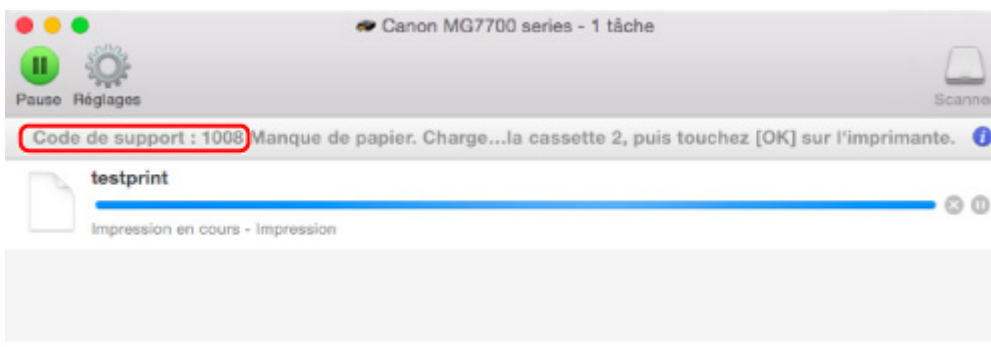 Canon MG7700 series - 1 tâche
Pause Réglages Scanner
Code de support : 1008 Manque de papier. Charge...la cassette 2, puis touchez [OK] sur l'imprimante.
testprint
Impression en cours - Impression